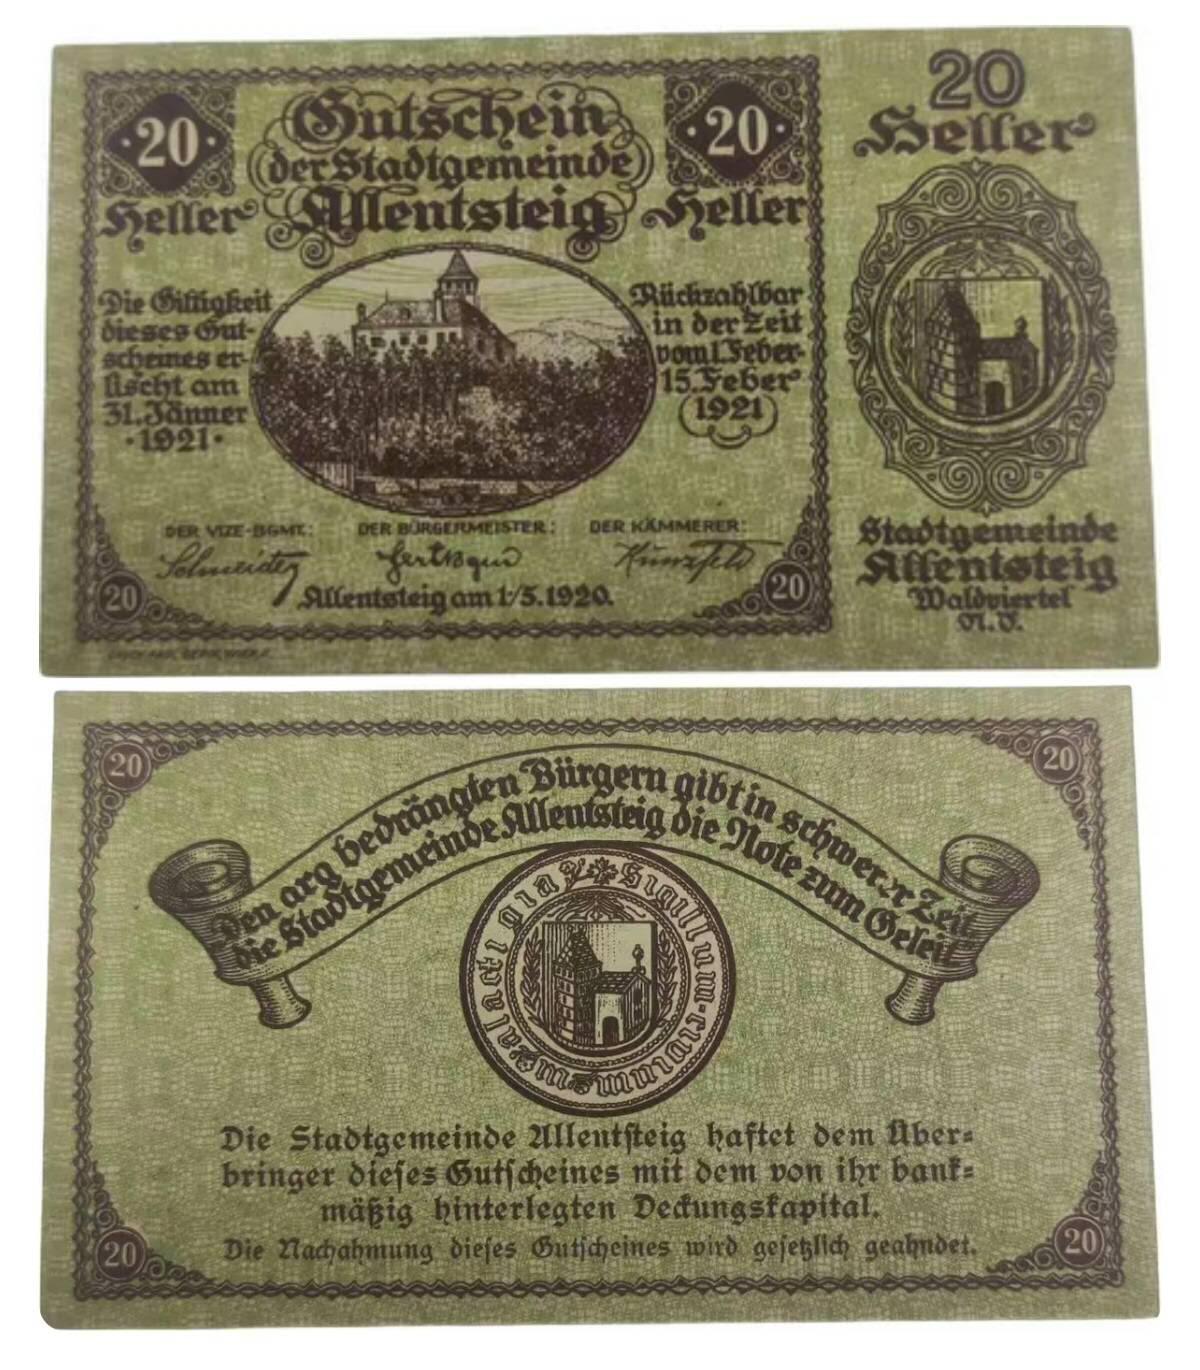 20
Gutschein
20
der Stadtgemeinde
Heller
Allentsteig
Heller
Die Giltigkeit
dieses Gut-
scheines er-
lischt am
31. Jänner
·1921·
Rückzahlbar
in der Zeit
vom 1. Feber-
15. Feber
1921
DER VIZE-BGMT.:
DER BÜRGERMEISTER:
DER KÄMMERER:
Schneider
20
Allentsteig am 1./5.1920.
20
20
Heller
Stadtgemeinde
Allentsteig
Waldviertel
N.Ö.
20
20
Den arg bedrängten Bürgern gibt in schwerer Zeit
die Stadtgemeinde Allentsteig die Note zum Geleit
Sigillum civium
Die Stadtgemeinde Allentsteig haftet dem Über-
bringer dieses Gutscheines mit dem von ihr bank-
mäßig hinterlegten Deckungskapital.
Die Nachahmung dieses Gutscheines wird gesetzlich geahndet.
20
20